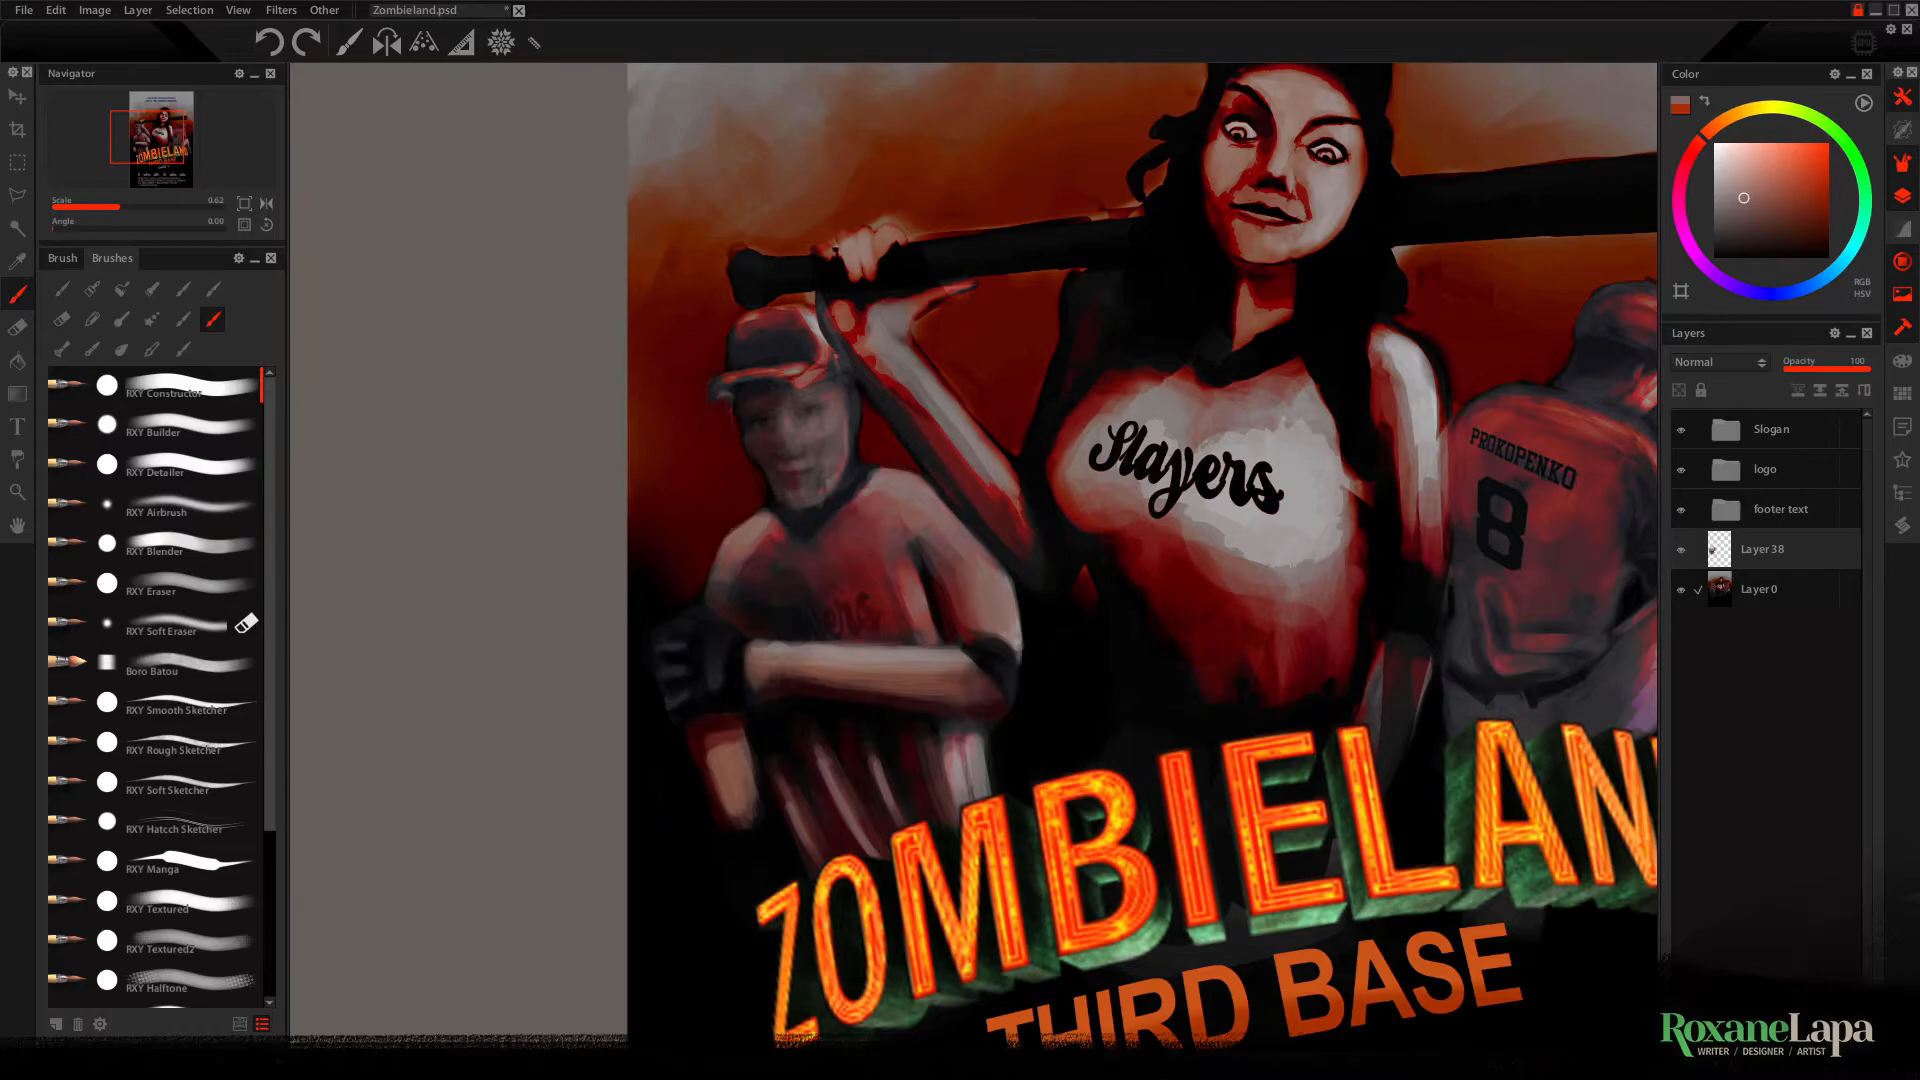 File Edit Image Layer Selection View Filters Other Zombieland.psd *
Navigator
Scale 0.62
Angle 0.00
Brush Brushes
RXY Constructor
RXY Builder
RXY Detailer
RXY Airbrush
RXY Blender
RXY Eraser
RXY Soft Eraser
Boro Batou
RXY Smooth Sketcher
RXY Rough Sketcher
RXY Soft Sketcher
RXY Hatcch Sketcher
RXY Manga
RXY Textured
RXY Textured2
RXY Halftone
Slayers
PROKOPENKO
8
ZOMBIELAN
THIRD BASE
Color
RGB
HSV
Layers
Normal Opacity 100
Slogan
logo
footer text
Layer 38
Layer 0
RoxaneLapa
WRITER / DESIGNER / ARTIST